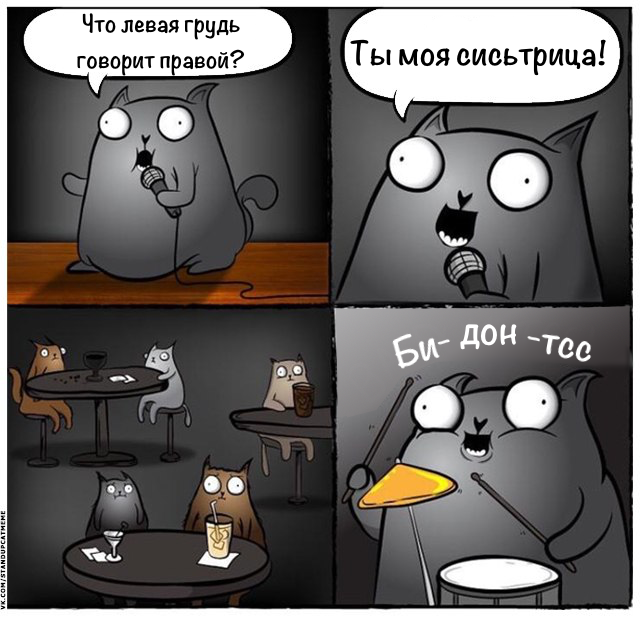 Что левая грудь
говорит правой?
Ты моя сисьтрица!
Би- дон -тсс
VK.COM/STANDUPCATMEME